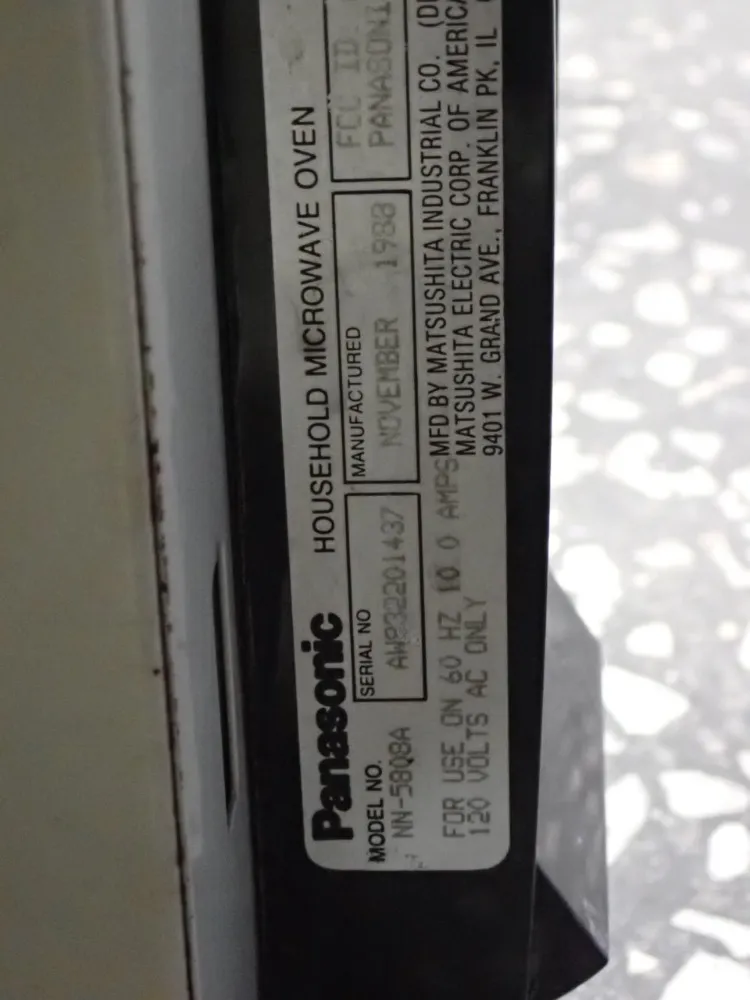 Panasonic HOUSEHOLD MICROWAVE OVEN
MODEL NO.
NN-5808A
SERIAL NO
MANUFACTURED
NOVEMBER 1988
FCC ID
PANASONI
FOR USE ON 60 HZ 10.0 AMPS
120 VOLTS AC ONLY
MFD BY MATSUSHITA INDUSTRIAL CO.
MATSUSHITA ELECTRIC CORP. OF AMERICA
9401 W. GRAND AVE., FRANKLIN PK, IL